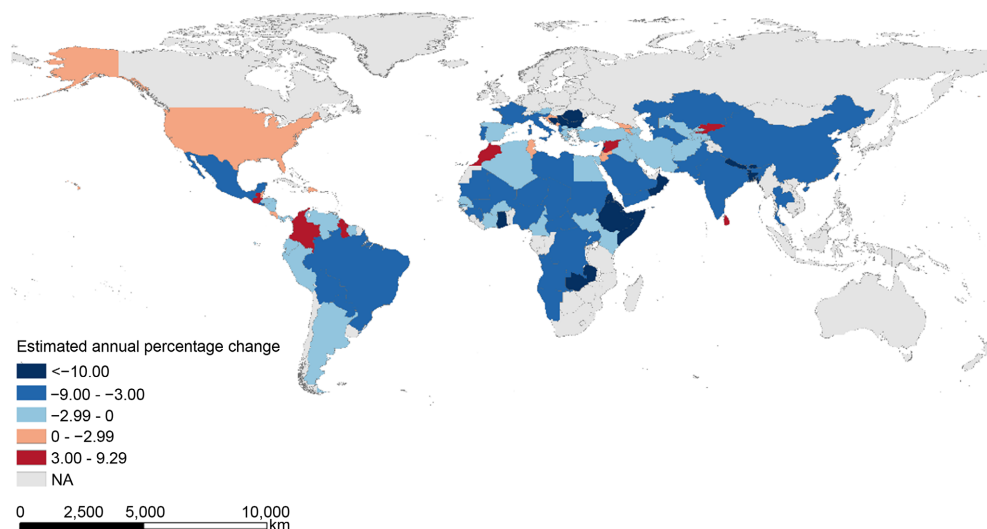 Estimated annual percentage change
<−10.00
−9.00 - −3.00
−2.99 - 0
0 - −2.99
3.00 - 9.29
NA
0 2,500 5,000 10,000
km